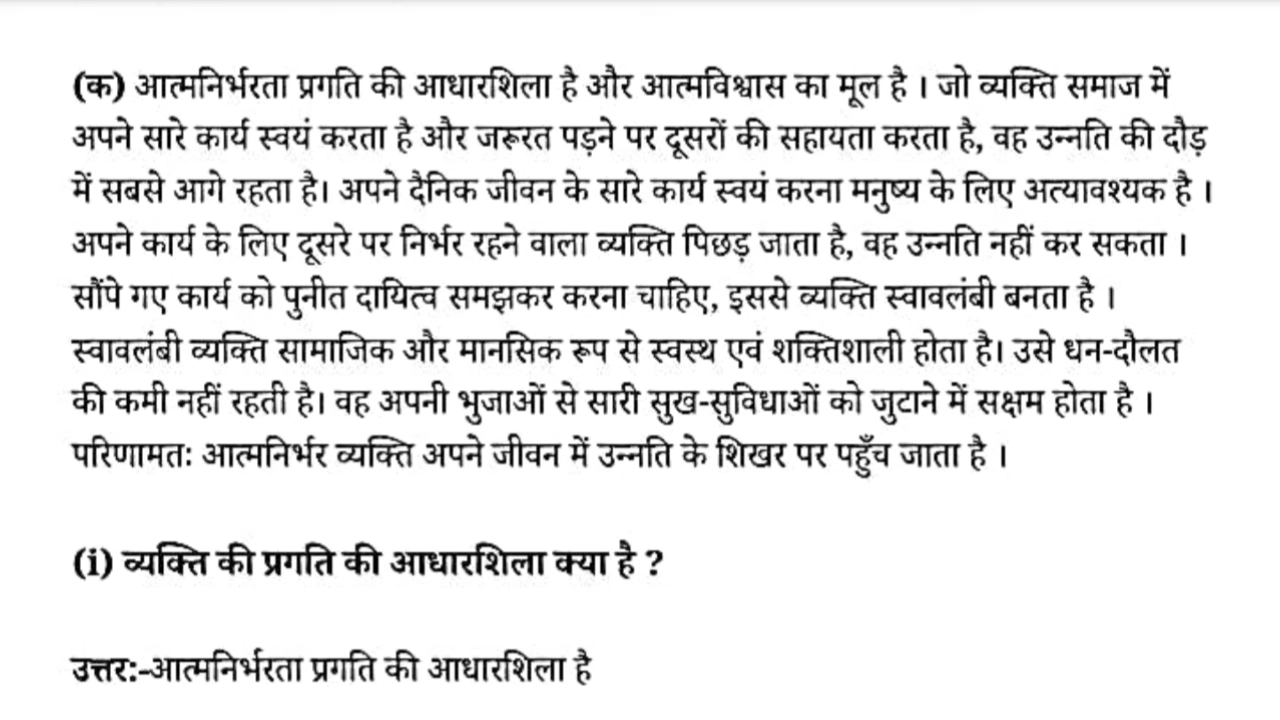 (क) आत्मनिर्भरता प्रगति की आधारशिला है और आत्मविश्वास का मूल है । जो व्यक्ति समाज में
अपने सारे कार्य स्वयं करता है और जरूरत पड़ने पर दूसरों की सहायता करता है, वह उन्नति की दौड़
में सबसे आगे रहता है। अपने दैनिक जीवन के सारे कार्य स्वयं करना मनुष्य के लिए अत्यावश्यक है ।
अपने कार्य के लिए दूसरे पर निर्भर रहने वाला व्यक्ति पिछड़ जाता है, वह उन्नति नहीं कर सकता ।
सौंपे गए कार्य को पुनीत दायित्व समझकर करना चाहिए, इससे व्यक्ति स्वावलंबी बनता है ।
स्वावलंबी व्यक्ति सामाजिक और मानसिक रूप से स्वस्थ एवं शक्तिशाली होता है। उसे धन-दौलत
की कमी नहीं रहती है। वह अपनी भुजाओं से सारी सुख-सुविधाओं को जुटाने में सक्षम होता है ।
परिणामतः आत्मनिर्भर व्यक्ति अपने जीवन में उन्नति के शिखर पर पहुँच जाता है ।
(i) व्यक्ति की प्रगति की आधारशिला क्या है ?
उत्तर:-आत्मनिर्भरता प्रगति की आधारशिला है